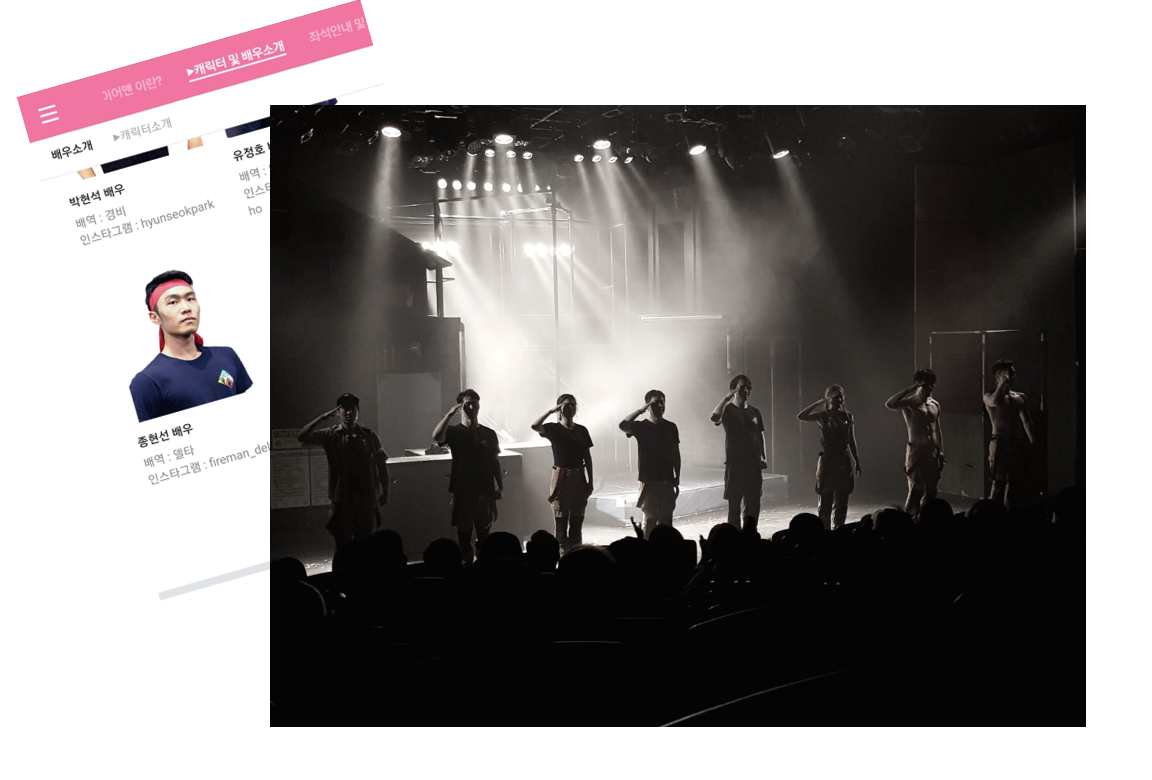 기어맨 이란?
▶캐릭터 및 배우소개
좌석안내 및
배우소개
▶캐릭터소개
박현석 배우
배역 : 경비
인스타그램 : hyunseokpark
유정호
배역 :
인스타
ho
종현선 배우
배역 : 델타
인스타그램 : fireman_del